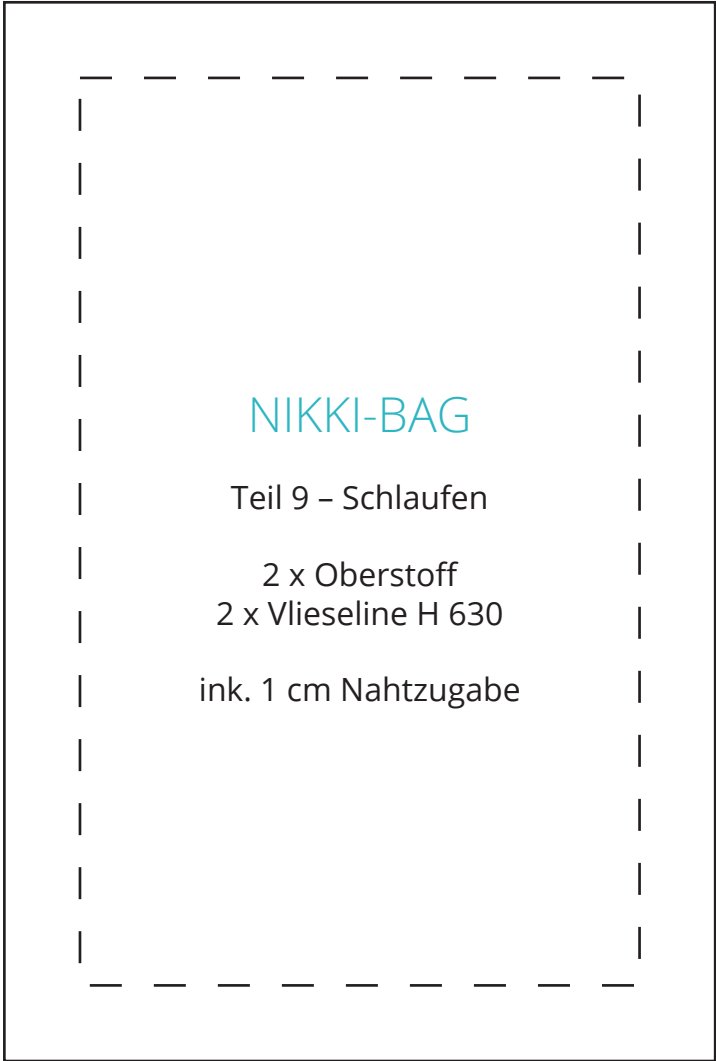 NIKKI-BAG
Teil 9 – Schlaufen
2 x Oberstoff
2 x Vlieseline H 630
ink. 1 cm Nahtzugabe